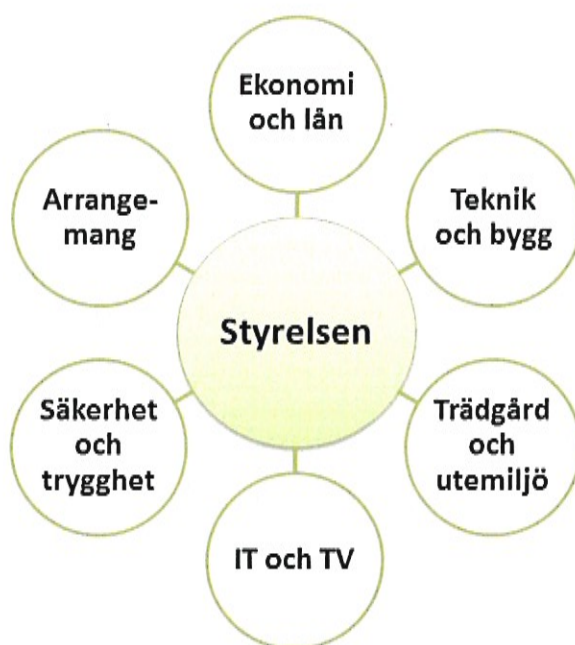 Ekonomi
och lån
Arrange-
mang
Teknik
och bygg
Styrelsen
Säkerhet
och
trygghet
Trädgård
och
utemiljö
IT och TV